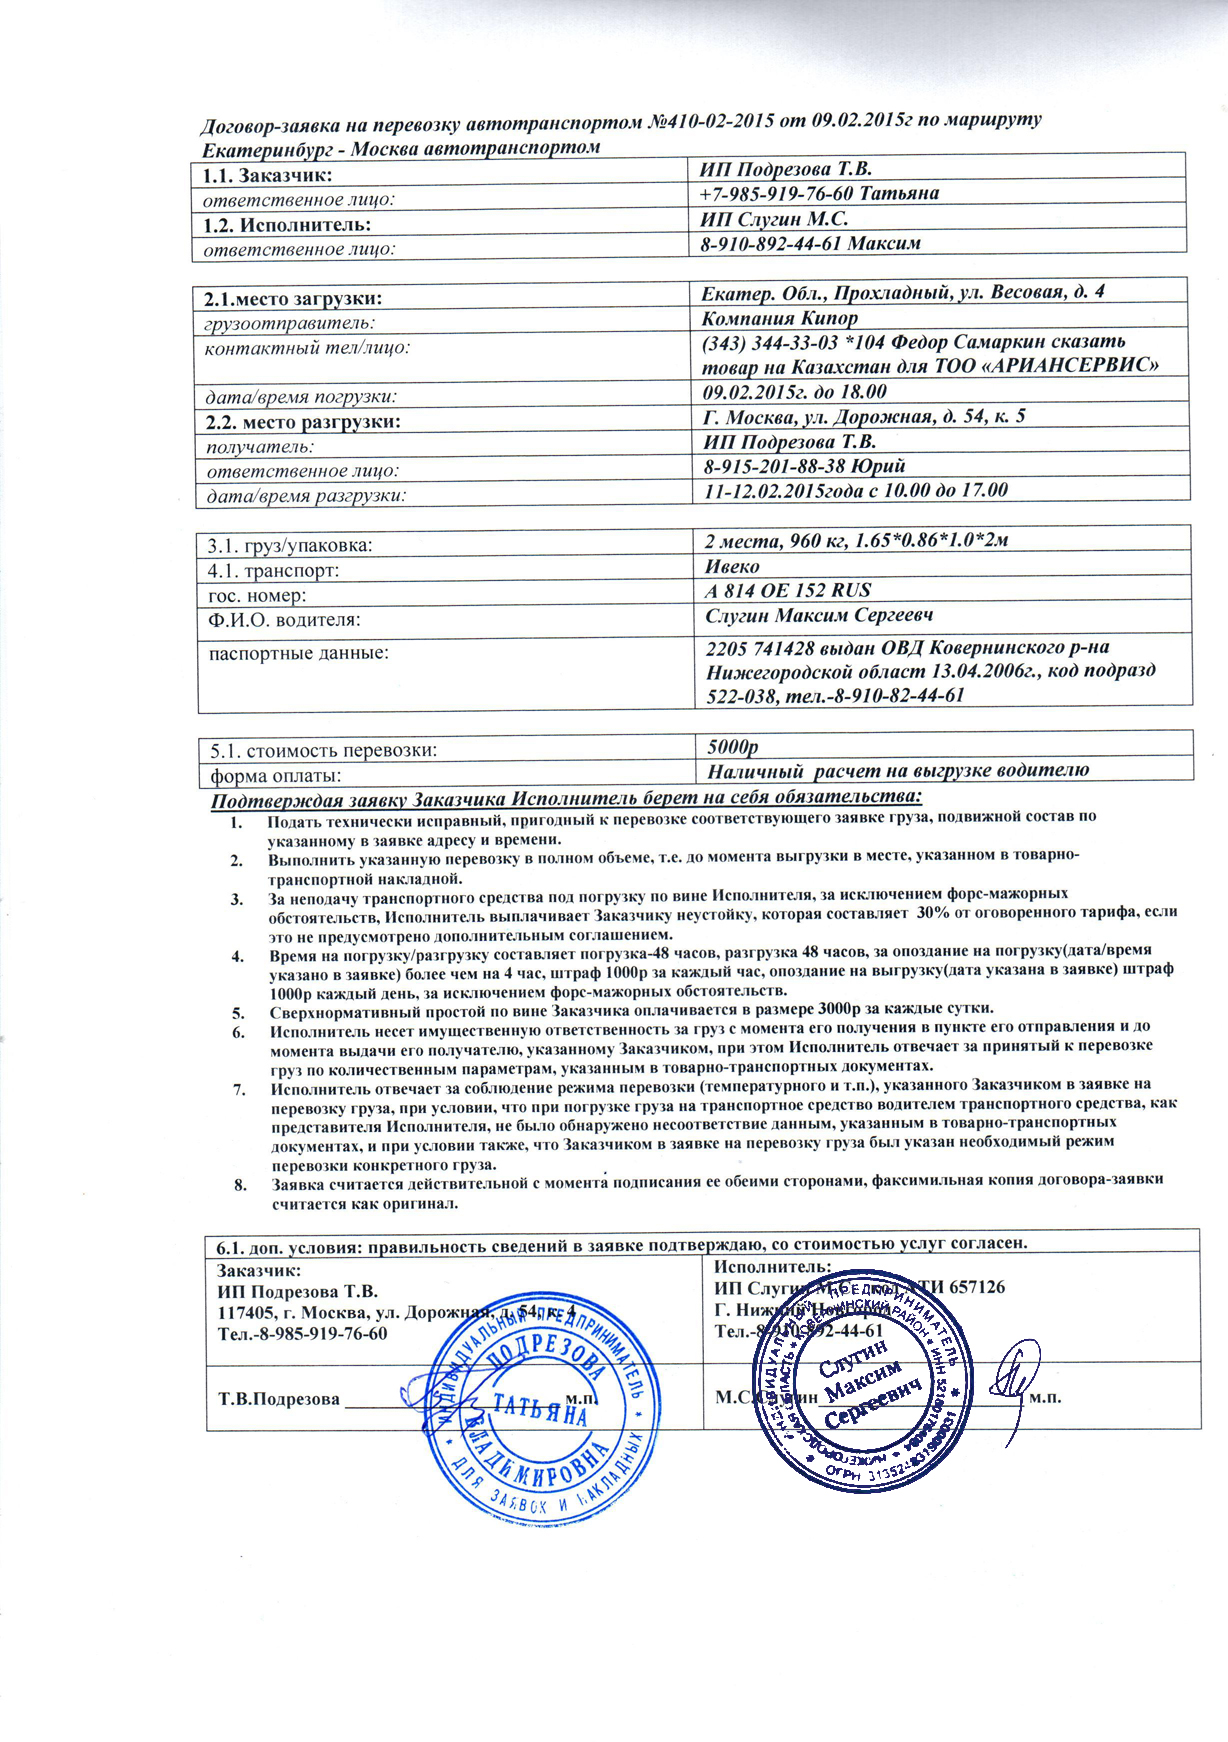 Договор-заявка на перевозку автотранспортом №410-02-2015 от 09.02.2015г по маршруту
Екатеринбург - Москва автотранспортом
1.1. Заказчик: ИП Подрезова Т.В.
ответственное лицо: +7-985-919-76-60 Татьяна
1.2. Исполнитель: ИП Слугин М.С.
ответственное лицо: 8-910-892-44-61 Максим
2.1.место загрузки: Екатер. Обл., Прохладный, ул. Весовая, д. 4
грузоотправитель: Компания Кипор
контактный тел/лицо: (343) 344-33-03 *104 Федор Самаркин сказать
товар на Казахстан для ТОО «АРИАНСЕРВИС»
дата/время погрузки: 09.02.2015г. до 18.00
2.2. место разгрузки: Г. Москва, ул. Дорожная, д. 54, к. 5
получатель: ИП Подрезова Т.В.
ответственное лицо: 8-915-201-88-38 Юрий
дата/время разгрузки: 11-12.02.2015года с 10.00 до 17.00
3.1. груз/упаковка: 2 места, 960 кг, 1.65*0.86*1.0*2м
4.1. транспорт: Ивеко
гос. номер: А 814 ОЕ 152 RUS
Ф.И.О. водителя: Слугин Максим Сергеевч
паспортные данные: 2205 741428 выдан ОВД Ковернинского р-на
Нижегородской област 13.04.2006г., код подразд
522-038, тел.-8-910-82-44-61
5.1. стоимость перевозки: 5000р
форма оплаты: Наличный расчет на выгрузке водителю
Подтверждая заявку Заказчика Исполнитель берет на себя обязательства:
1. Подать технически исправный, пригодный к перевозке соответствующего заявке груза, подвижной состав по
указанному в заявке адресу и времени.
2. Выполнить указанную перевозку в полном объеме, т.е. до момента выгрузки в месте, указанном в товарно-
транспортной накладной.
3. За неподачу транспортного средства под погрузку по вине Исполнителя, за исключением форс-мажорных
обстоятельств, Исполнитель выплачивает Заказчику неустойку, которая составляет 30% от оговоренного тарифа, если
это не предусмотрено дополнительным соглашением.
4. Время на погрузку/разгрузку составляет погрузка-48 часов, разгрузка 48 часов, за опоздание на погрузку(дата/время
указано в заявке) более чем на 4 час, штраф 1000р за каждый час, опоздание на выгрузку(дата указана в заявке) штраф
1000р каждый день, за исключением форс-мажорных обстоятельств.
5. Сверхнормативный простой по вине Заказчика оплачивается в размере 3000р за каждые сутки.
6. Исполнитель несет имущественную ответственность за груз с момента его получения в пункте его отправления и до
момента выдачи его получателю, указанному Заказчиком, при этом Исполнитель отвечает за принятый к перевозке
груз по количественным параметрам, указанным в товарно-транспортных документах.
7. Исполнитель отвечает за соблюдение режима перевозки (температурного и т.п.), указанного Заказчиком в заявке на
перевозку груза, при условии, что при погрузке груза на транспортное средство водителем транспортного средства, как
представителя Исполнителя, не было обнаружено несоответствие данным, указанным в товарно-транспортных
документах, и при условии также, что Заказчиком в заявке на перевозку груза был указан необходимый режим
перевозки конкретного груза.
8. Заявка считается действительной с момента подписания ее обеими сторонами, факсимильная копия договора-заявки
считается как оригинал.
6.1. доп. условия: правильность сведений в заявке подтверждаю, со стоимостью услуг согласен.
Заказчик:
ИП Подрезова Т.В.
117405, г. Москва, ул. Дорожная, д. 54, к. 4
Тел.-8-985-919-76-60
Исполнитель:
ИП Слугин М.С. код АТИ 657126
Г. Нижний Новгород
Тел.-8-910-892-44-61
Т.В.Подрезова м.п.
М.С.Слугин м.п.
ИНДИВИДУАЛЬНЫЙ ПРЕДПРИНИМАТЕЛЬ
ПОДРЕЗОВА
ТАТЬЯНА
ВЛАДИМИРОВНА
* ДЛЯ ЗАЯВОК И НАКЛАДНЫХ *
ИНДИВИДУАЛЬНЫЙ ПРЕДПРИНИМАТЕЛЬ
НИЖЕГОРОДСКАЯ ОБЛАСТЬ * КОВЕРНИНСКИЙ РАЙОН * ИНН
Слугин
Максим
Сергеевич
ОГРН